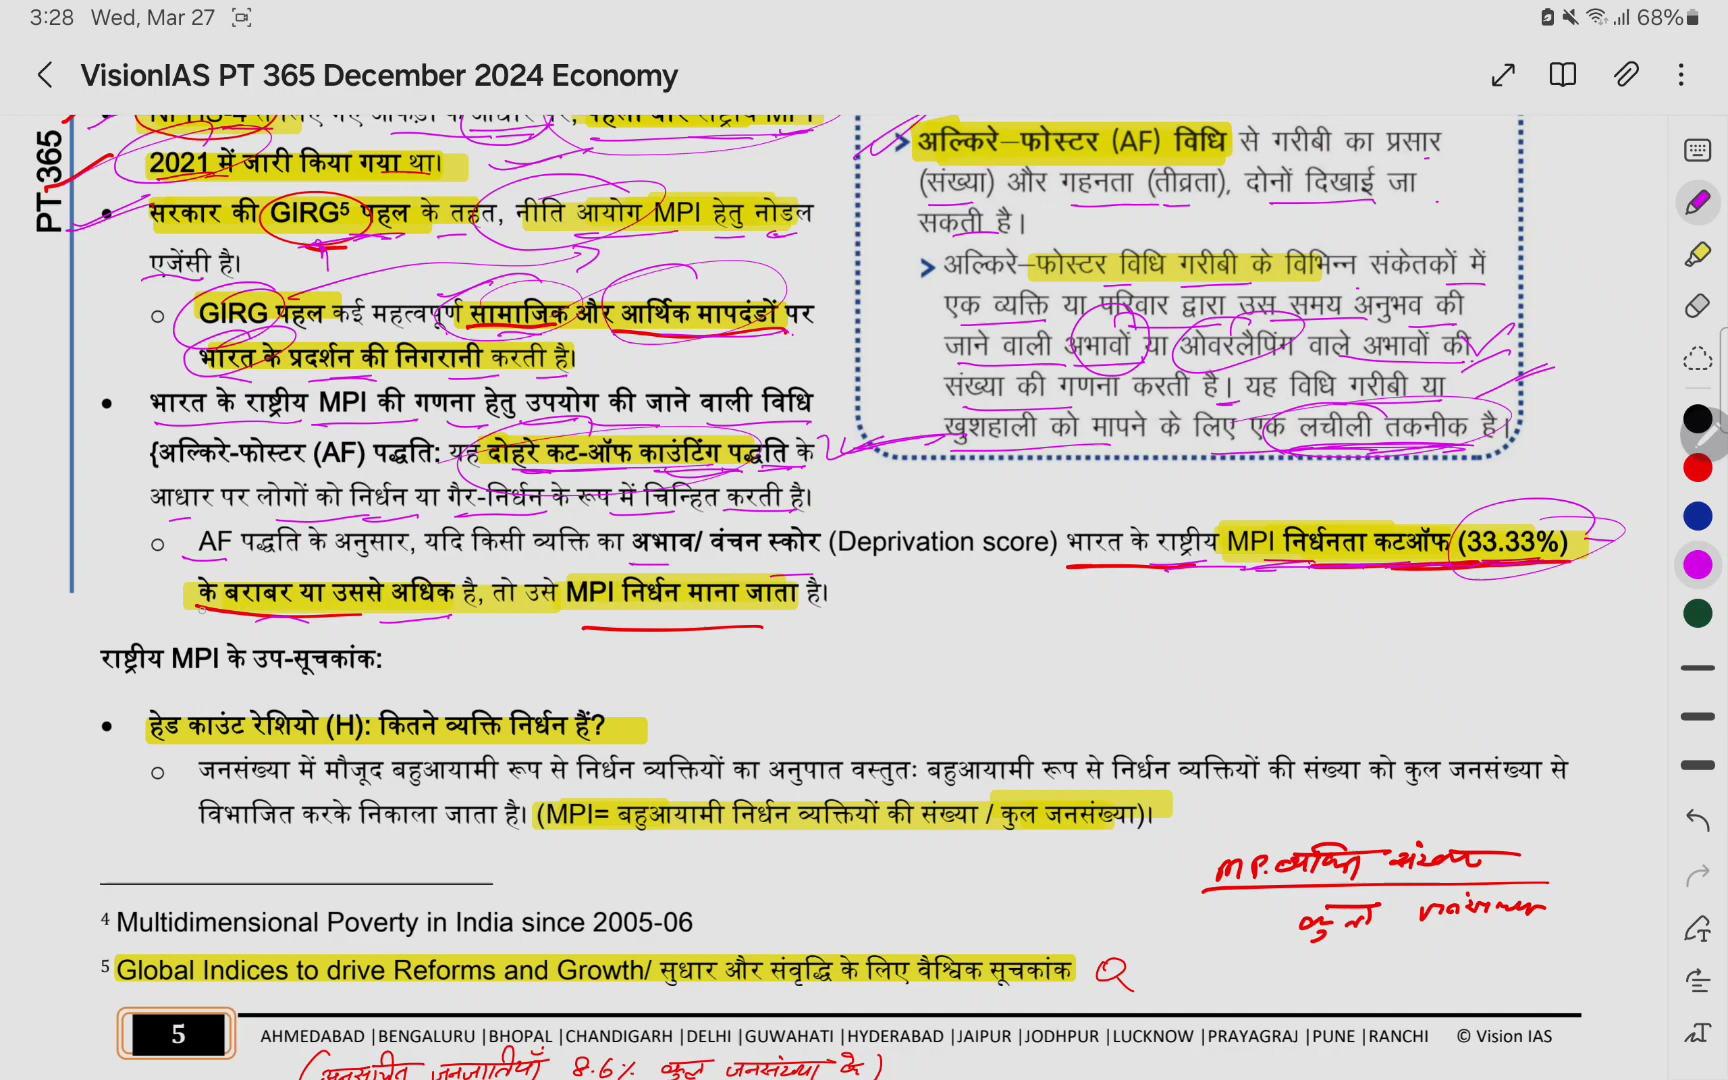 3:28 Wed, Mar 27
68%
VisionIAS PT 365 December 2024 Economy
PT 365
2021 में जारी किया गया था।
सरकार की GIRG5 पहल के तहत, नीति आयोग MPI हेतु नोडल
एजेंसी है।
GIRG पहल कई महत्वपूर्ण सामाजिक और आर्थिक मापदंडों पर
भारत के प्रदर्शन की निगरानी करती है।
भारत के राष्ट्रीय MPI की गणना हेतु उपयोग की जाने वाली विधि
{अल्किरे-फोस्टर (AF) पद्धति: यह दोहरे कट-ऑफ काउंटिंग पद्धति के
आधार पर लोगों को निर्धन या गैर-निर्धन के रूप में चिन्हित करती है।
AF पद्धति के अनुसार, यदि किसी व्यक्ति का अभाव/ वंचन स्कोर (Deprivation score) भारत के राष्ट्रीय MPI निर्धनता कटऑफ (33.33%)
के बराबर या उससे अधिक है, तो उसे MPI निर्धन माना जाता है।
अल्किरे–फोस्टर (AF) विधि से गरीबी का प्रसार
(संख्या) और गहनता (तीव्रता), दोनों दिखाई जा
सकती है।
अल्किरे–फोस्टर विधि गरीबी के विभिन्न संकेतकों में
एक व्यक्ति या परिवार द्वारा उस समय अनुभव की
जाने वाली अभावों या ओवरलैपिंग वाले अभावों की
संख्या की गणना करती है। यह विधि गरीबी या
खुशहाली को मापने के लिए एक लचीली तकनीक है।
राष्ट्रीय MPI के उप-सूचकांक:
हेड काउंट रेशियो (H): कितने व्यक्ति निर्धन हैं?
जनसंख्या में मौजूद बहुआयामी रूप से निर्धन व्यक्तियों का अनुपात वस्तुतः बहुआयामी रूप से निर्धन व्यक्तियों की संख्या को कुल जनसंख्या से
विभाजित करके निकाला जाता है। (MPI= बहुआयामी निर्धन व्यक्तियों की संख्या / कुल जनसंख्या)।
4 Multidimensional Poverty in India since 2005-06
5 Global Indices to drive Reforms and Growth/ सुधार और संवृद्धि के लिए वैश्विक सूचकांक
5 AHMEDABAD |BENGALURU |BHOPAL |CHANDIGARH |DELHI |GUWAHATI |HYDERABAD |JAIPUR |JODHPUR |LUCKNOW |PRAYAGRAJ |PUNE |RANCHI © Vision IAS
8.6% कुल जनसंख्या के)